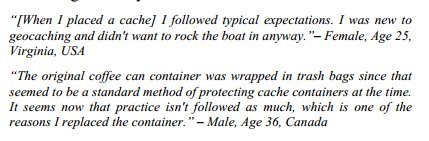 “[When I placed a cache] I followed typical expectations. I was new to
geocaching and didn't want to rock the boat in anyway.”– Female, Age 25,
Virginia, USA
“The original coffee can container was wrapped in trash bags since that
seemed to be a standard method of protecting cache containers at the time.
It seems now that practice isn't followed as much, which is one of the
reasons I replaced the container.” – Male, Age 36, Canada